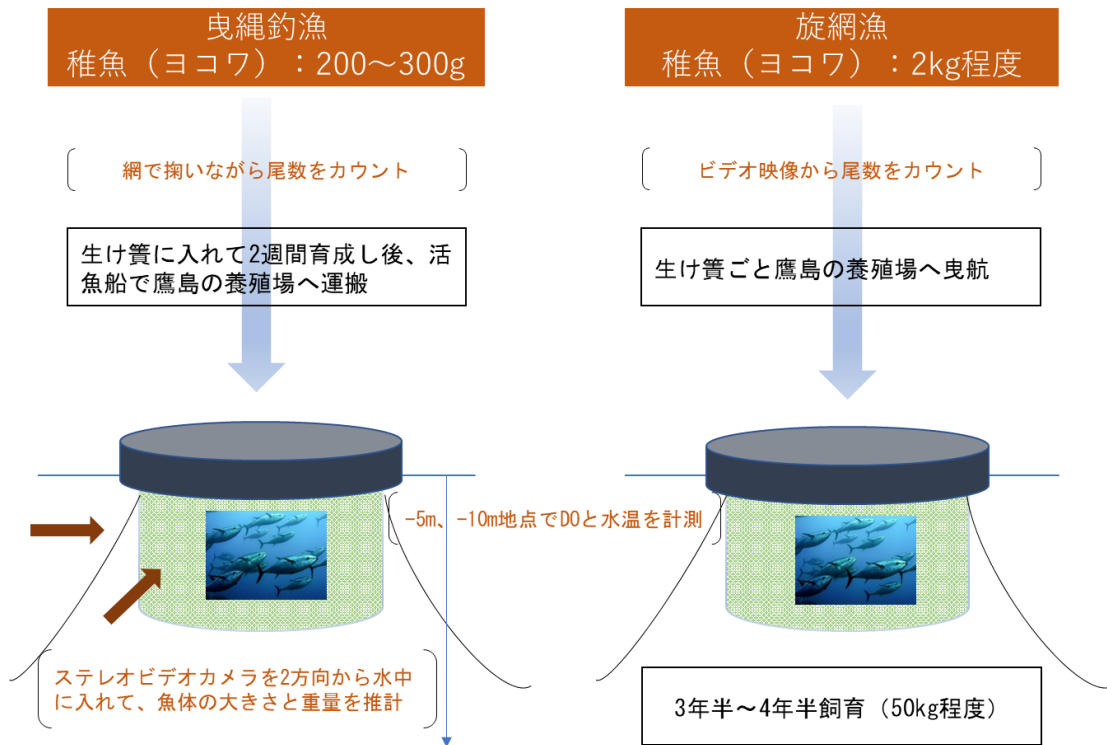 曳縄釣漁
稚魚（ヨコワ）：200～300g
網で掬いながら尾数をカウント
生け簀に入れて2週間育成し後、活
魚船で鷹島の養殖場へ運搬
旋網漁
稚魚（ヨコワ）：2kg程度
ビデオ映像から尾数をカウント
生け簀ごと鷹島の養殖場へ曳航
-5m、-10m地点でDOと水温を計測
ステレオビデオカメラを2方向から水中
に入れて、魚体の大きさと重量を推計
3年半～4年半飼育（50kg程度）